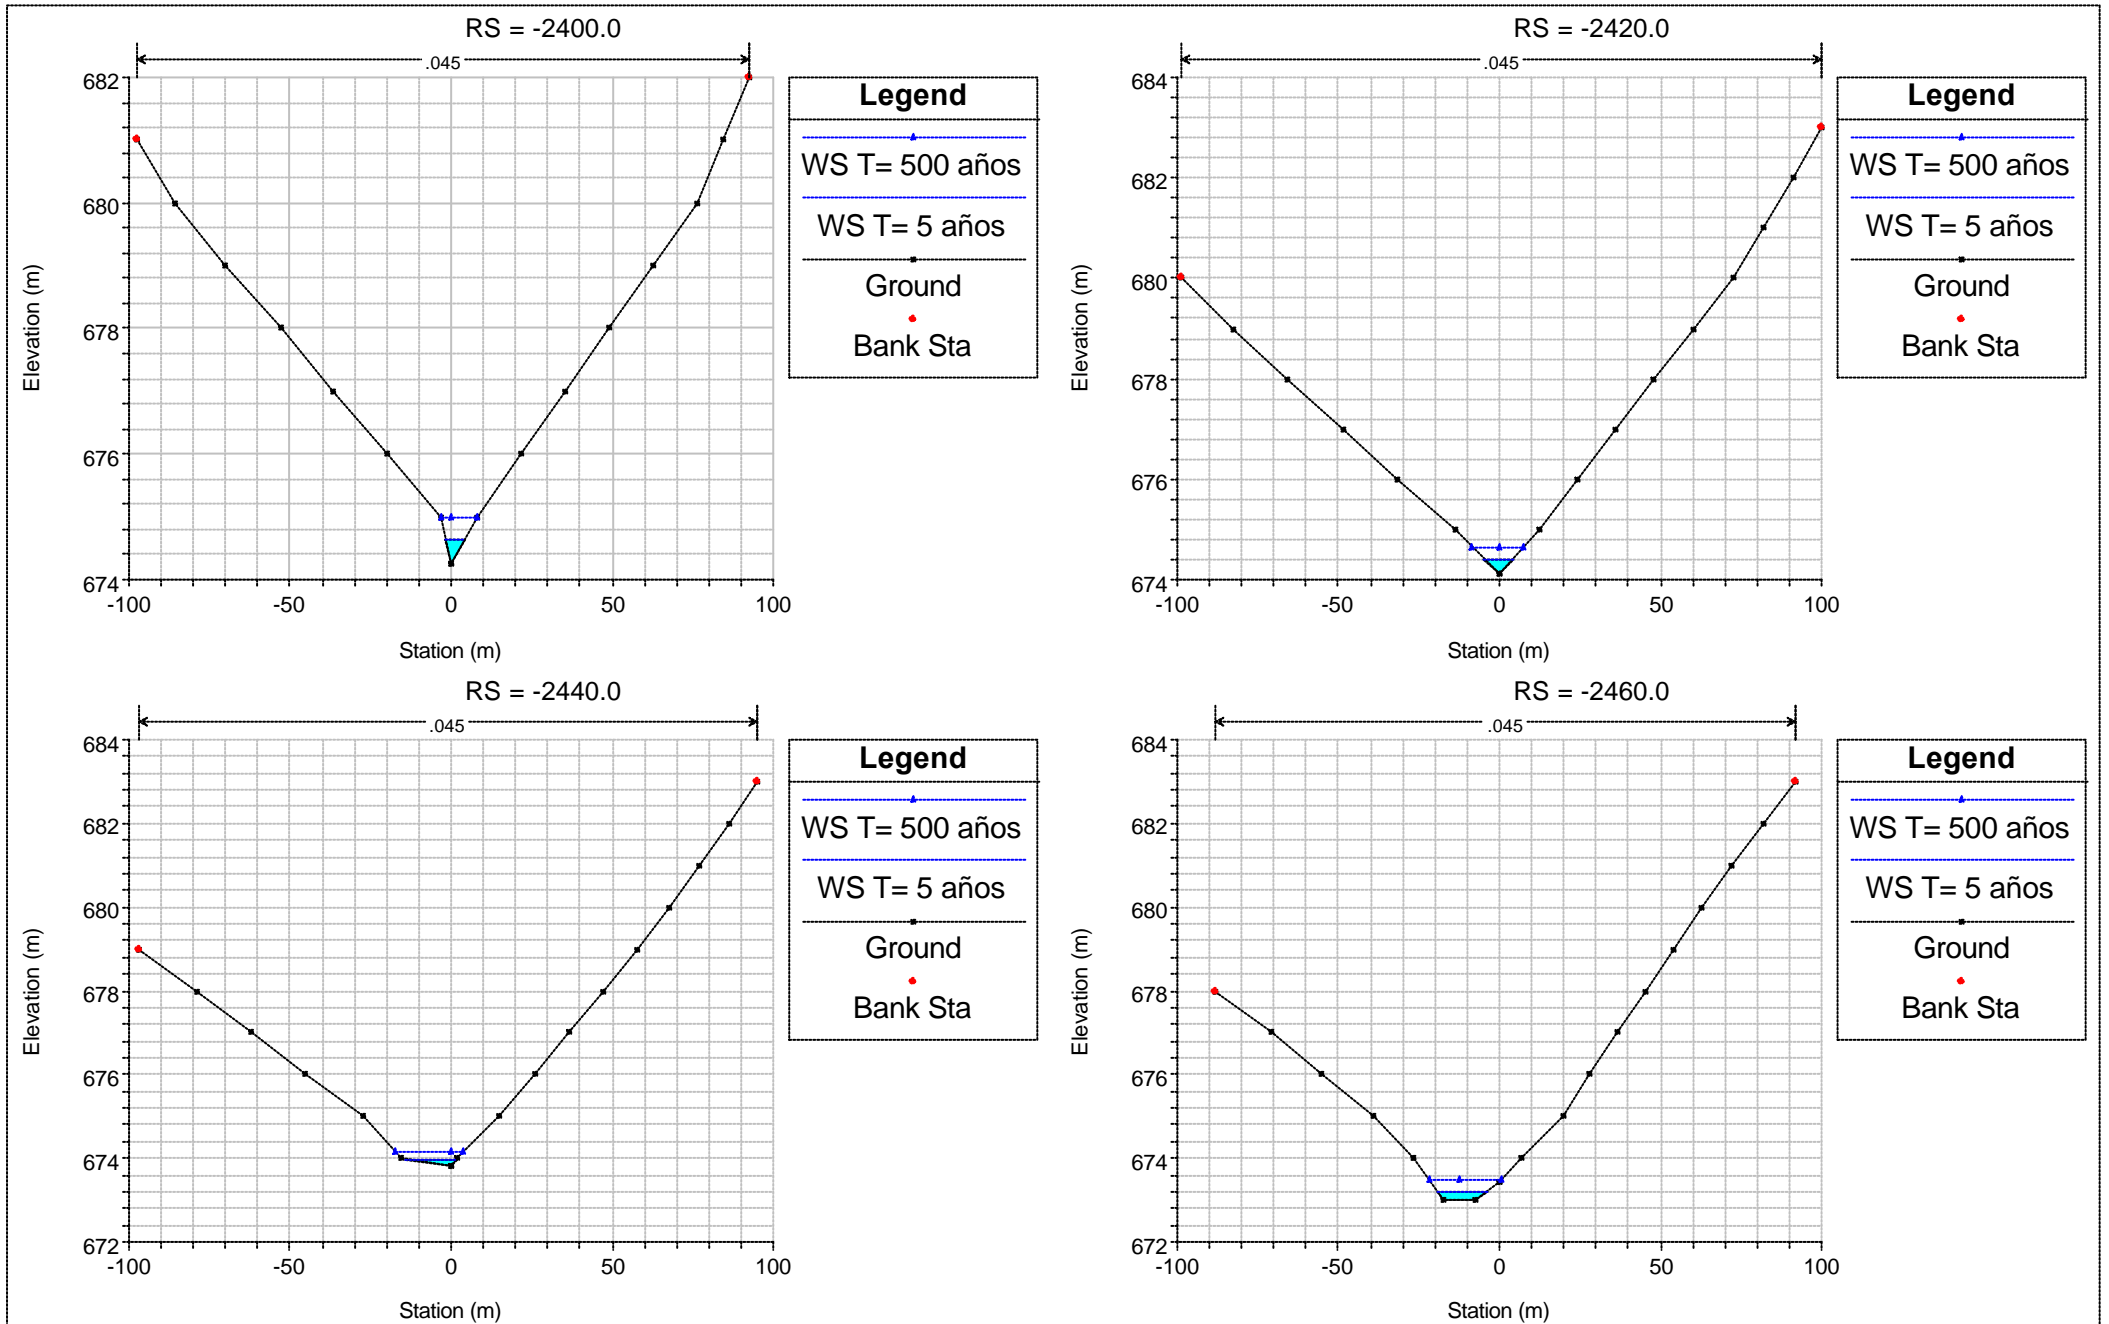 RS = -2400.0
.045
682
680
678
676
674
-100
-50
0
50
100
Elevation (m)
Station (m)
Legend
WS T= 500 años
WS T= 5 años
Ground
Bank Sta
RS = -2420.0
.045
684
682
680
678
676
674
-100
-50
0
50
100
Elevation (m)
Station (m)
Legend
WS T= 500 años
WS T= 5 años
Ground
Bank Sta
RS = -2440.0
.045
684
682
680
678
676
674
672
-100
-50
0
50
100
Elevation (m)
Station (m)
Legend
WS T= 500 años
WS T= 5 años
Ground
Bank Sta
RS = -2460.0
.045
684
682
680
678
676
674
672
-100
-50
0
50
100
Elevation (m)
Station (m)
Legend
WS T= 500 años
WS T= 5 años
Ground
Bank Sta